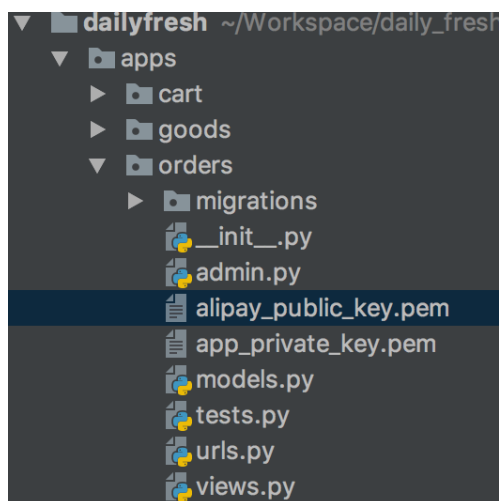 dailyfresh ~/Workspace/daily_fresh
apps
cart
goods
orders
migrations
__init__.py
admin.py
alipay_public_key.pem
app_private_key.pem
models.py
tests.py
urls.py
views.py